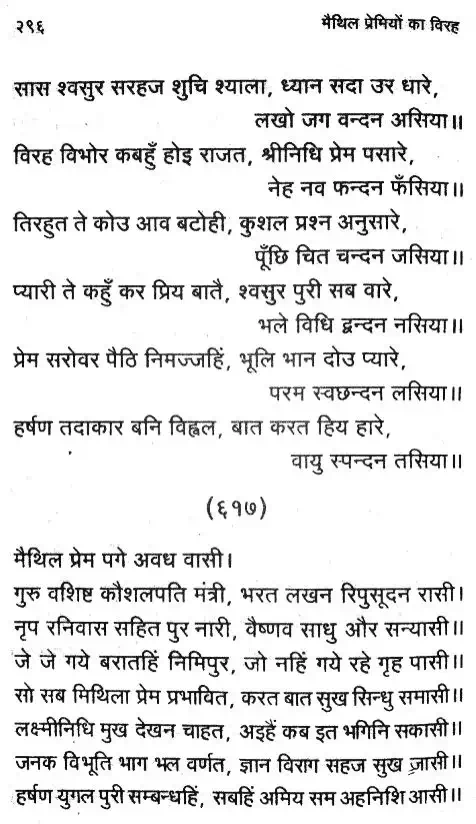 २९६ मैथिल प्रेमियों का विरह
सास श्वसुर सरहज शुचि श्याला, ध्यान सदा उर धारे,
लखो जग वन्दन असिया॥
विरह विभोर कबहुँ होइ राजत, श्रीनिधि प्रेम पसारे,
नेह नव फन्दन फँसिया॥
तिरहुत ते कोउ आव बटोही, कुशल प्रश्न अनुसारे,
पूँछि चित चन्दन जसिया॥
प्यारी ते कहुँ कर प्रिय बातै, श्वसुर पुरी सब वारे,
भले विधि द्वन्दन नसिया॥
प्रेम सरोवर पैठि निमज्जहिं, भूलि भान दोउ प्यारे,
परम स्वछन्दन लसिया॥
हर्षण तदाकार बनि विह्वल, बात करत हिय हारे,
वायु स्पन्दन तसिया॥
(६१७)
मैथिल प्रेम पगे अवध वासी।
गुरु वशिष्ट कौशलपति मंत्री, भरत लखन रिपुसूदन रासी।
नृप रनिवास सहित पुर नारी, वैष्णव साधु और सन्यासी॥
जे जे गये बरातहिं निमिपुर, जो नहिं गये रहे गृह पासी॥
सो सब मिथिला प्रेम प्रभावित, करत बात सुख सिन्धु समासी॥
लक्ष्मीनिधि मुख देखन चाहत, अइहैं कब इत भगिनि सकासी॥
जनक विभूति भाग भल वर्णत, ज्ञान विराग सहज सुख जासी॥
हर्षण युगल पुरी सम्बन्धहिं, सबहिं अमिय सम अहनिशि आसी॥